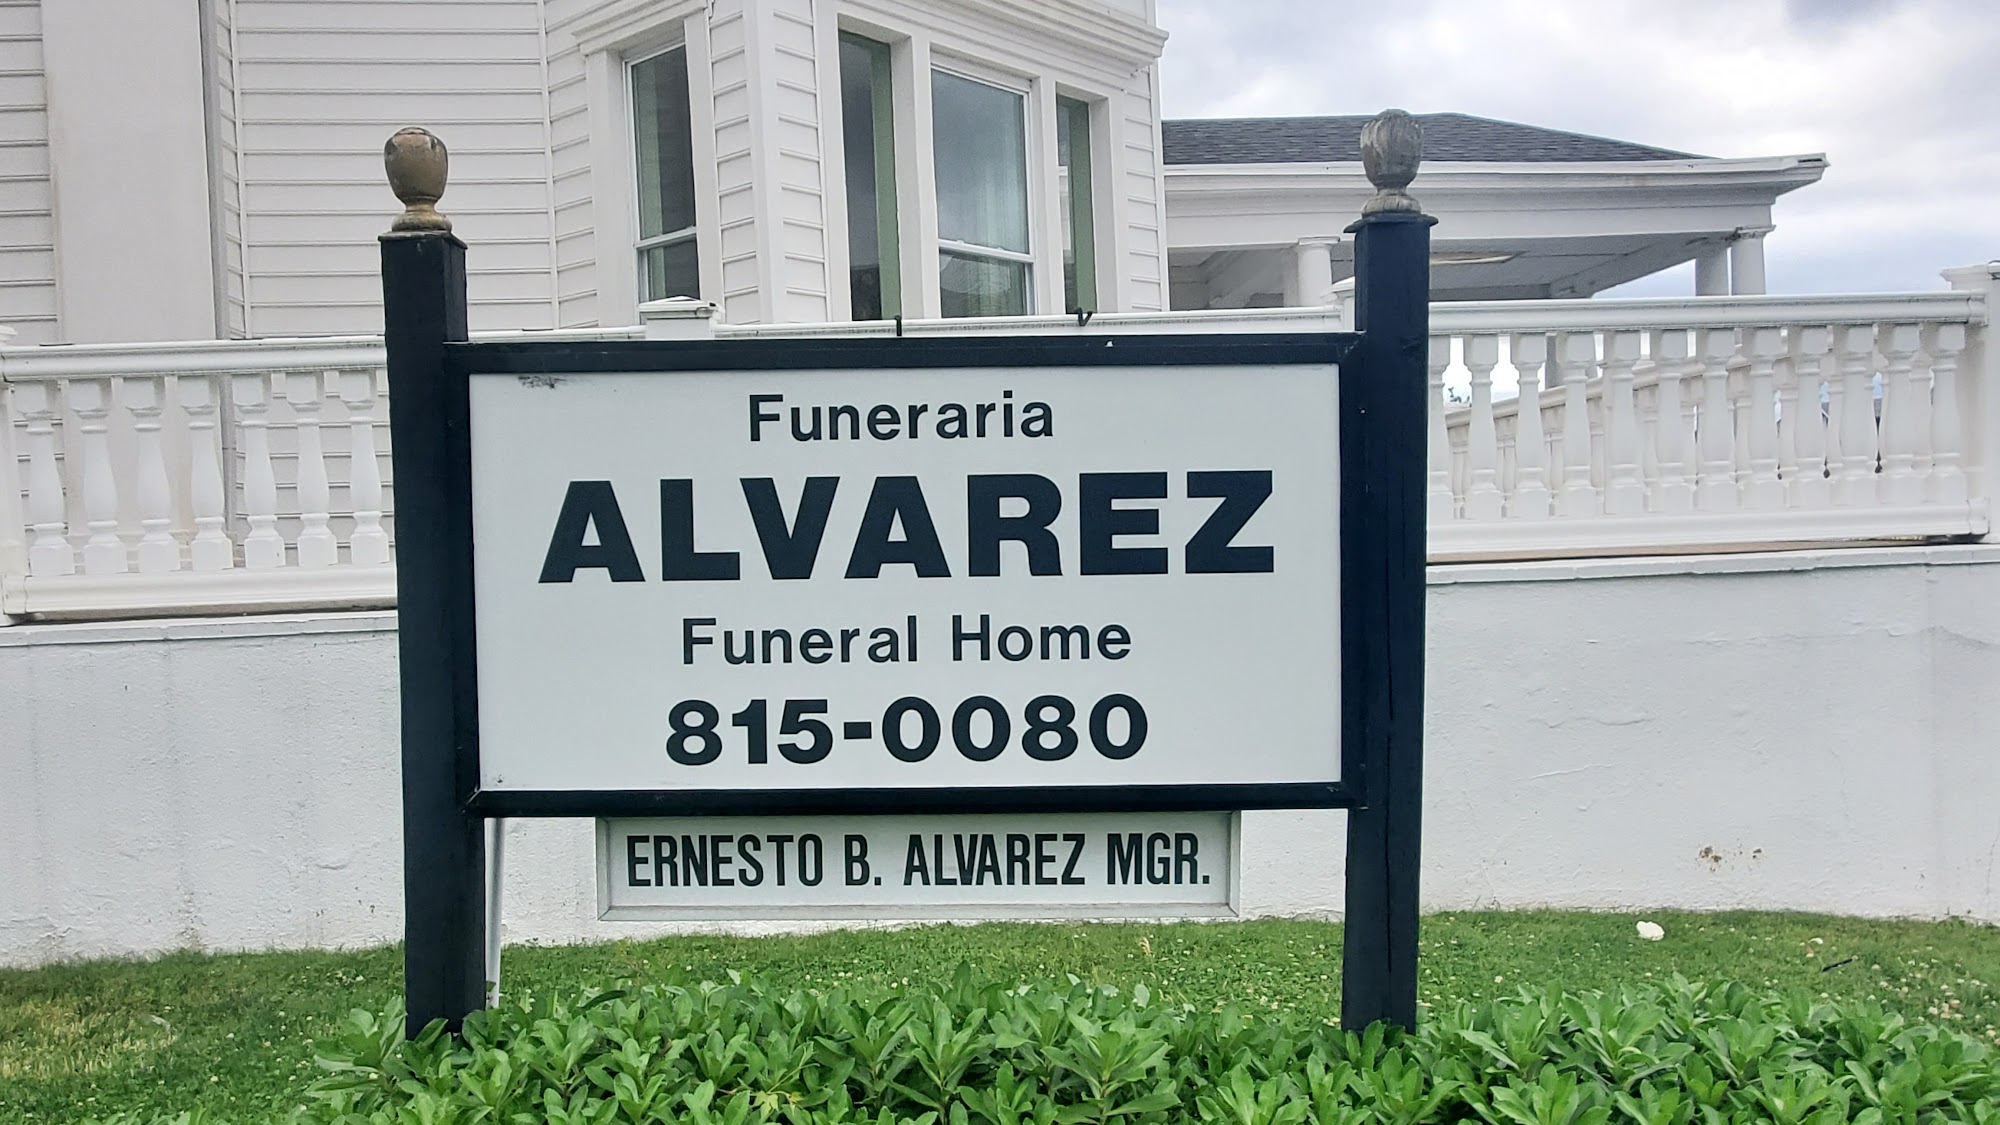 Funeraria
ALVAREZ
Funeral Home
815-0080
ERNESTO B. ALVAREZ MGR.